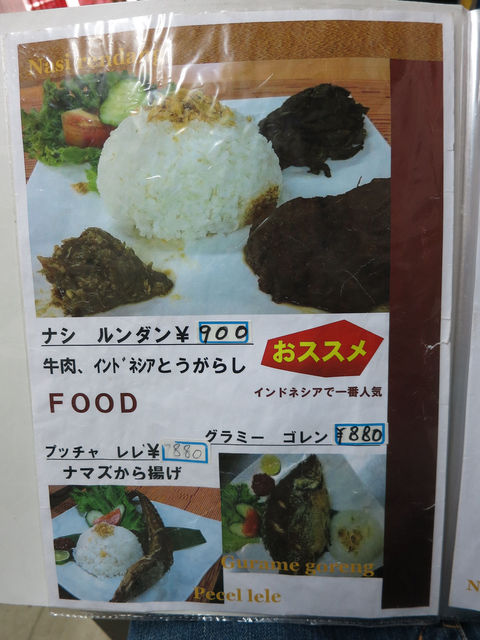 Nasi rendang
ナシ ルンダン¥ 900
牛肉、インドネシアとうがらし
おススメ
インドネシアで一番人気
FOOD
グラミー ゴレン ¥880
プッチャ レレ¥ 880
ナマズから揚げ
Gurame goreng
Pecel lele
N